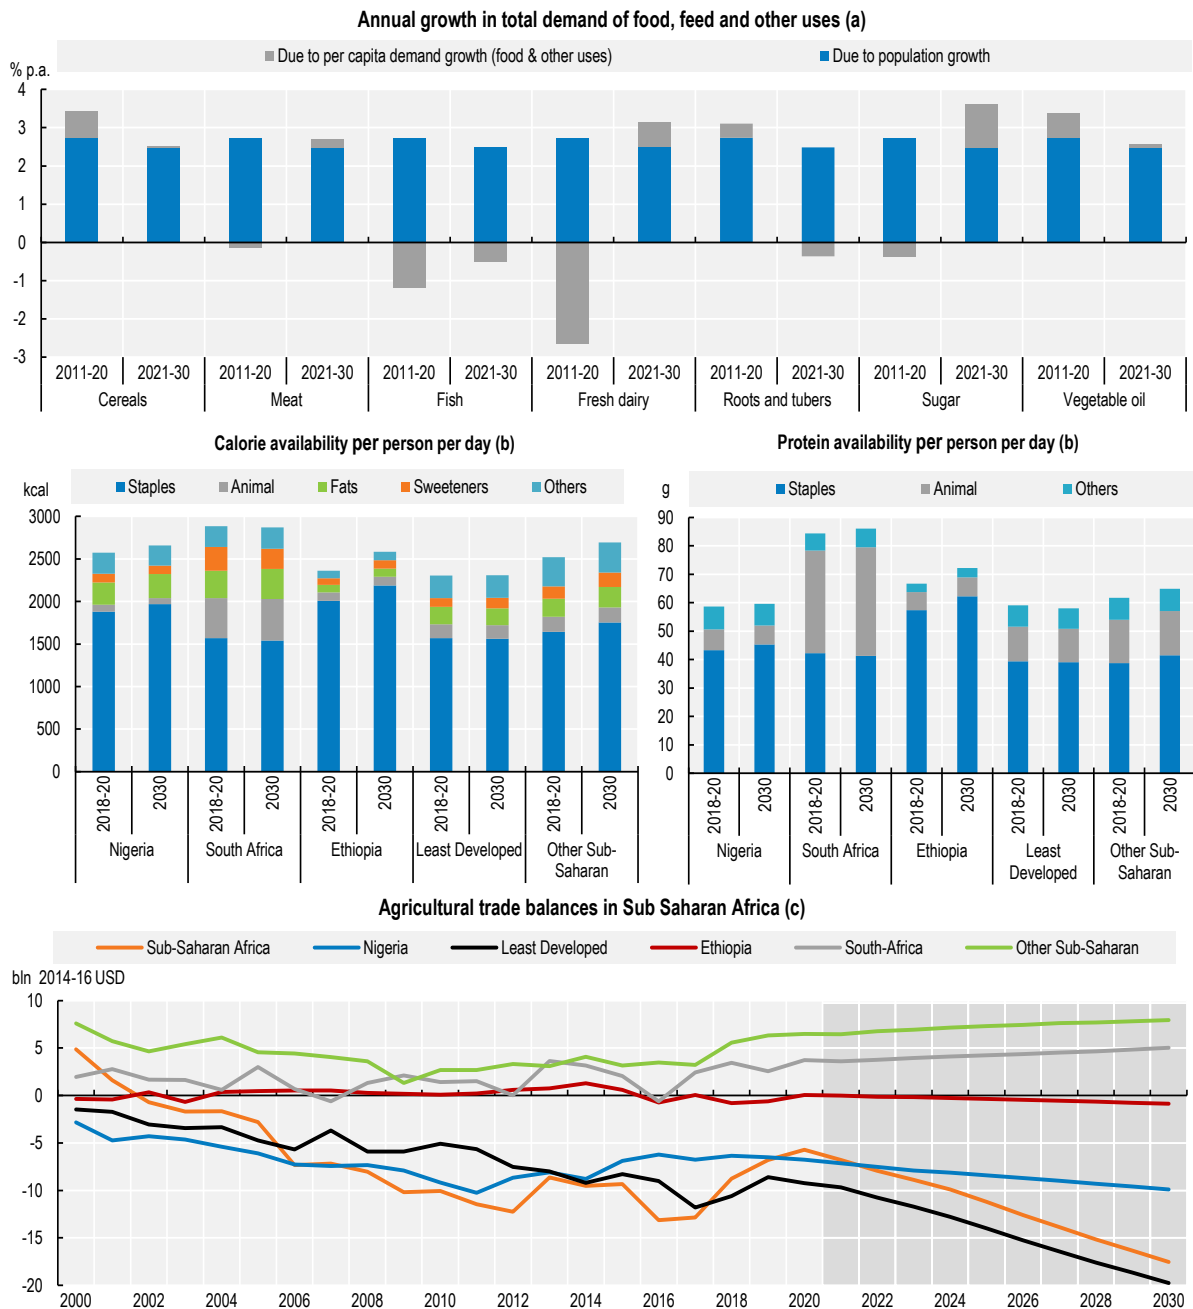 Annual growth in total demand of food, feed and other uses (a)
Due to per capita demand growth (food & other uses) Due to population growth
% p.a.
4
3
2
1
0
-1
-2
-3
2011-20 2021-30 2011-20 2021-30 2011-20 2021-30 2011-20 2021-30 2011-20 2021-30 2011-20 2021-30 2011-20 2021-30
Cereals Meat Fish Fresh dairy Roots and tubers Sugar Vegetable oil
Calorie availability per person per day (b)
kcal
Staples Animal Fats Sweeteners Others
3000
2500
2000
1500
1000
500
0
2018-20 2030 2018-20 2030 2018-20 2030 2018-20 2030 2018-20 2030
Nigeria South Africa Ethiopia Least Developed Other Sub-
Saharan
Protein availability per person per day (b)
g
Staples Animal Others
90
80
70
60
50
40
30
20
10
0
2018-20 2030 2018-20 2030 2018-20 2030 2018-20 2030 2018-20 2030
Nigeria South Africa Ethiopia Least Other Sub-
Developed Saharan
Agricultural trade balances in Sub Saharan Africa (c)
Sub-Saharan Africa Nigeria Least Developed Ethiopia South-Africa Other Sub-Saharan
bln 2014-16 USD
10
5
0
-5
-10
-15
-20
2000 2002 2004 2006 2008 2010 2012 2014 2016 2018 2020 2022 2024 2026 2028 2030